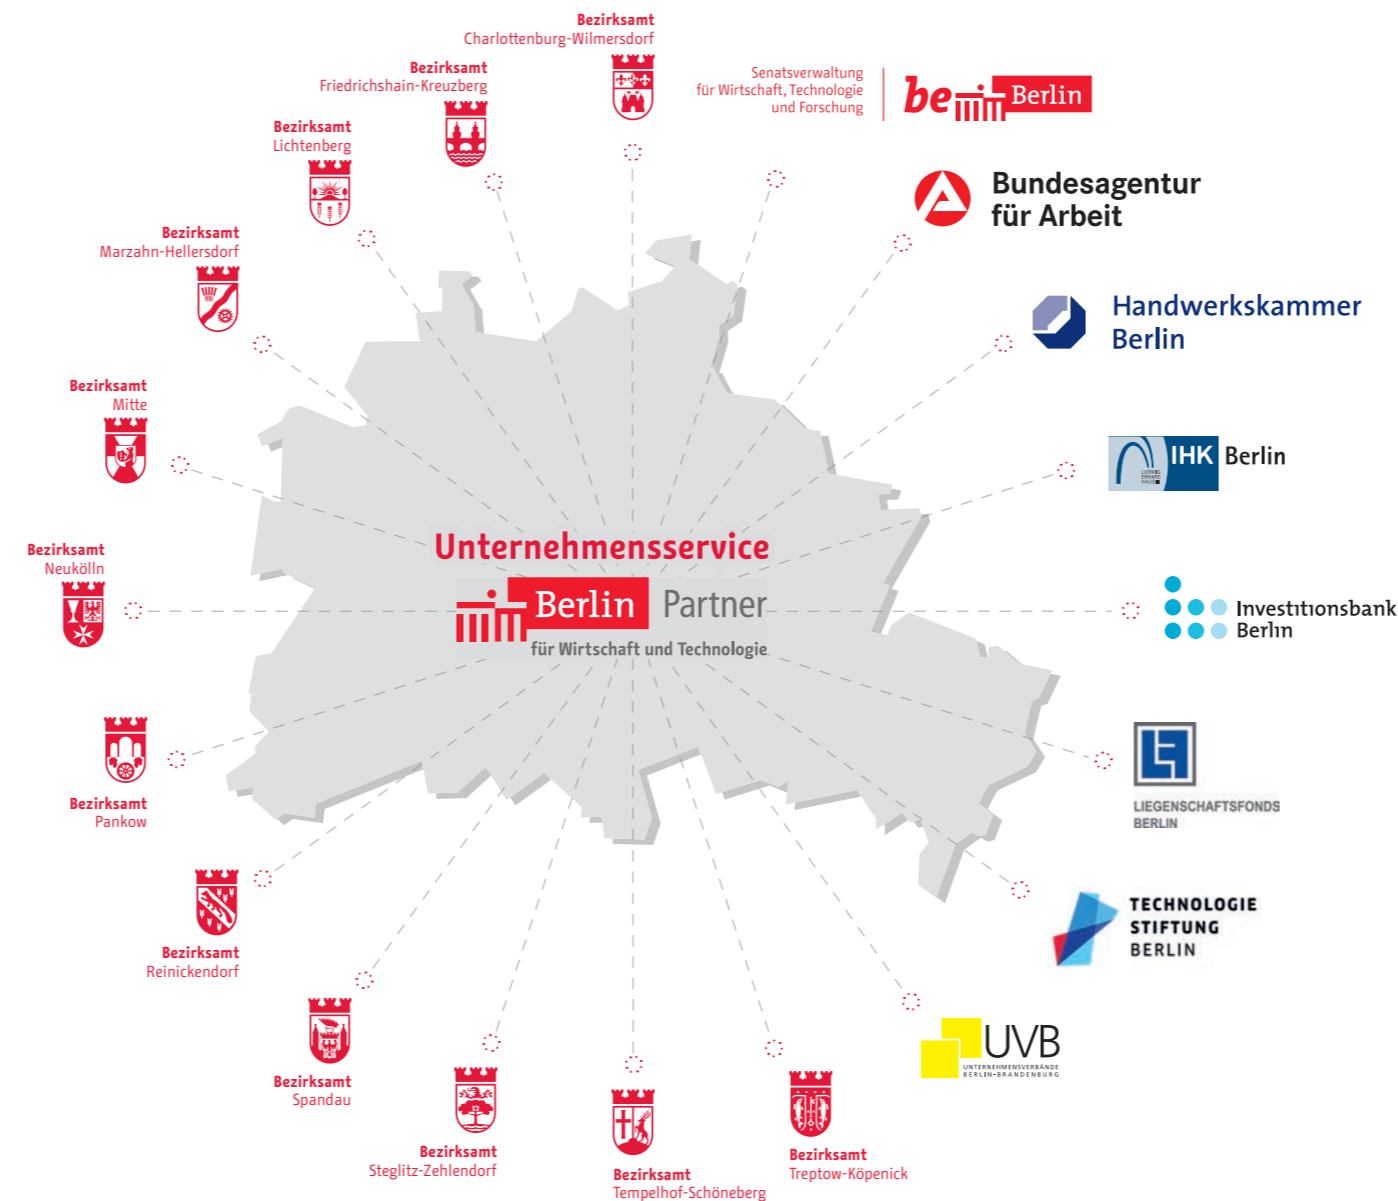 Bezirksamt
Charlottenburg-Wilmersdorf
Bezirksamt
Friedrichshain-Kreuzberg
Bezirksamt
Lichtenberg
Bezirksamt
Marzahn-Hellersdorf
Bezirksamt
Mitte
Bezirksamt
Neukölln
Bezirksamt
Pankow
Bezirksamt
Reinickendorf
Bezirksamt
Spandau
Bezirksamt
Steglitz-Zehlendorf
Bezirksamt
Tempelhof-Schöneberg
Bezirksamt
Treptow-Köpenick
Senatsverwaltung
für Wirtschaft, Technologie
und Forschung
be Berlin
Bundesagentur
für Arbeit
Handwerkskammer
Berlin
LUDWIG
ERHARD
HAUS
IHK Berlin
Investitionsbank
Berlin
LIEGENSCHAFTSFONDS
BERLIN
TECHNOLOGIE
STIFTUNG
BERLIN
UVB
UNTERNEHMENSVERBÄNDE
BERLIN-BRANDENBURG
Unternehmensservice
Berlin Partner
für Wirtschaft und Technologie